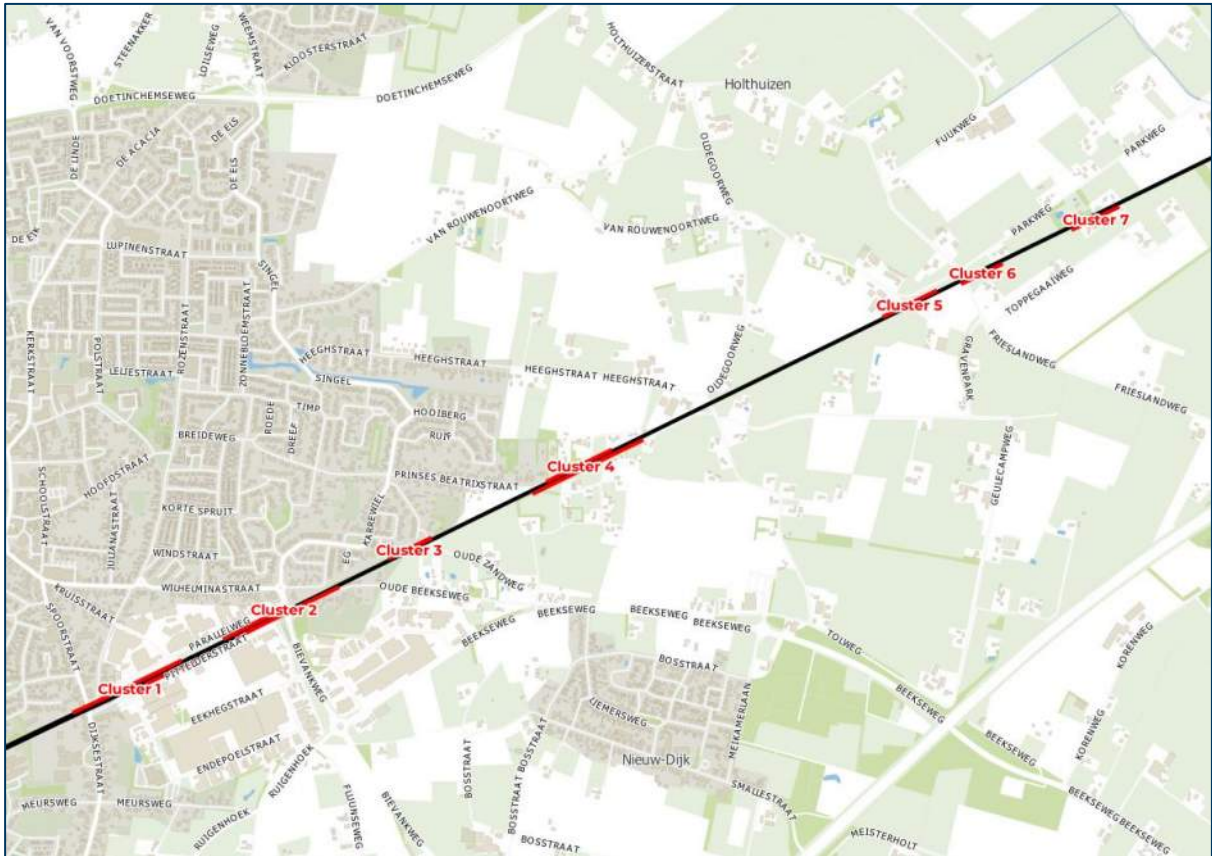 VAN VOORSTWEG
STEENAKKER
LOILSEWEG
WEEMSTRAAT
KLOOSTERSTRAAT
DOETINCHEMSEWEG
DOETINCHEMSEWEG
HOLTHUIZERSTRAAT
Holthuizen
FUUKWEG
PARKWEG
DE LINDE
DE ACACIA
DE ELS
DE ELS
OLDEGOORWEG
VAN ROUWENOORTWEG
VAN ROUWENOORTWEG
PARKWEG
Cluster 7
DE EIK
LUPINENSTRAAT
SINGEL
Cluster 6
TOPPEGAAIWEG
Cluster 5
KERKSTRAAT
POLSTRAAT
ROZENSTRAAT
ZONNEBLOEMSTRAAT
HEEGHSTRAAT
HEEGHSTRAAT
HEEGHSTRAAT HEEGHSTRAAT
OLDEGOORWEG
GRAVENPARK
FRIESLANDWEG
FRIESLANDWEG
LELIESTRAAT
SINGEL
TIMP
ROEDE
DREEF
HOOIBERG
RUIF
BREIDEWEG
SCHOOLSTRAAT
HOOFDSTRAAT
PRINSES BEATRIXSTRAAT
Cluster 4
GEULECAMPWEG
KORTE SPRUIT
JULIANASTRAAT
KARREWIEL
EG
WINDSTRAAT
Cluster 3
OUDE ZANDWEG
WILHELMINASTRAAT
OUDE BEEKSEWEG
KRUISSTRAAT
SPOORSTRAAT
Cluster 2
PARALLELWEG
BEEKSEWEG
BEEKSEWEG
BEEKSEWEG
BEEKSEWEG
TOLWEG
KORENWEG
BIEVANKWEG
BOSSTRAAT
Cluster 1
EEKHEGSTRAAT
LIEMERSWEG
MEIKAMERLAAN
BEEKSEWEG
DIJKSESTRAAT
ENDEPOELSTRAAT
RUIGENHOEK
BOSSTRAAT
BOSSTRAAT
BOSSTRAAT
Nieuw-Dijk
BEEKSEWEG
KORENWEG
SMALLESTRAAT
MEURSWEG
MEURSWEG
RUIGENHOEK
BIEVANKWEG
BOSSTRAAT
MEISTERHOLT
BEEKSEWEG
BEEKSEWEG